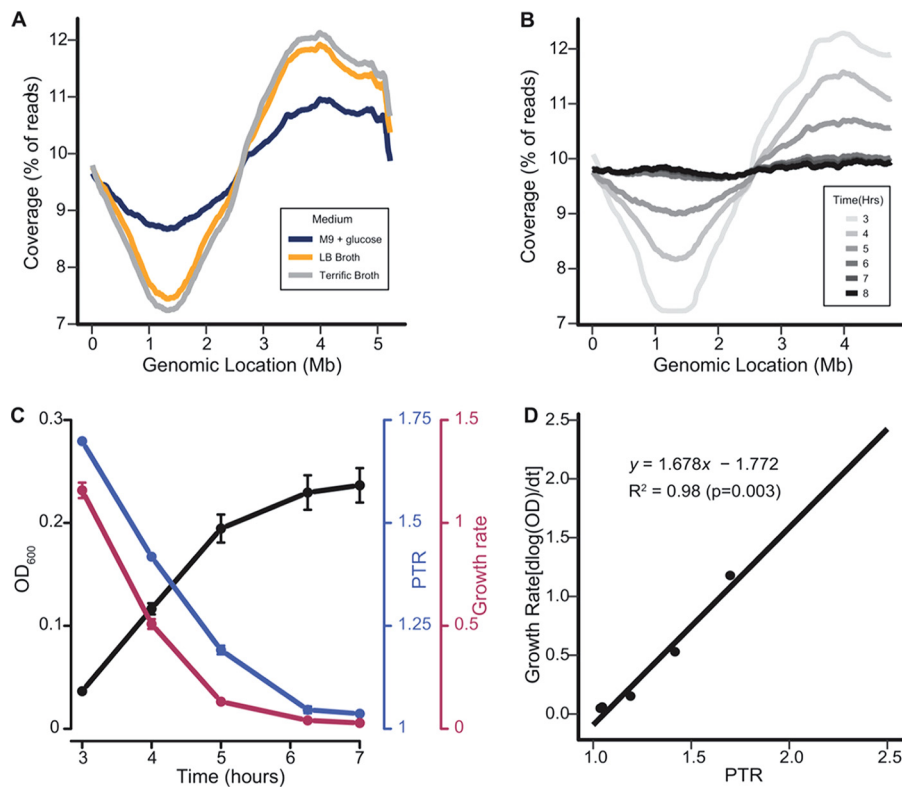 A
Coverage (% of reads)
12
11
10
9
8
7
Medium
M9 + glucose
LB Broth
Terrific Broth
0 1 2 3 4 5
Genomic Location (Mb)
B
Coverage (% of reads)
12
11
10
9
8
7
Time(Hrs)
3
4
5
6
7
8
0 1 2 3 4
Genomic Location (Mb)
C
OD600
0.3
0.2
0.1
0
1.75
1.5
1.25
1
PTR
1.5
1
0.5
0
Growth rate
3 4 5 6 7
Time (hours)
D
Growth Rate[dlog(OD)/dt]
2.5
2.0
1.5
1.0
0.5
0.0
y = 1.678x − 1.772
R² = 0.98 (p=0.003)
1.0 1.5 2.0 2.5
PTR